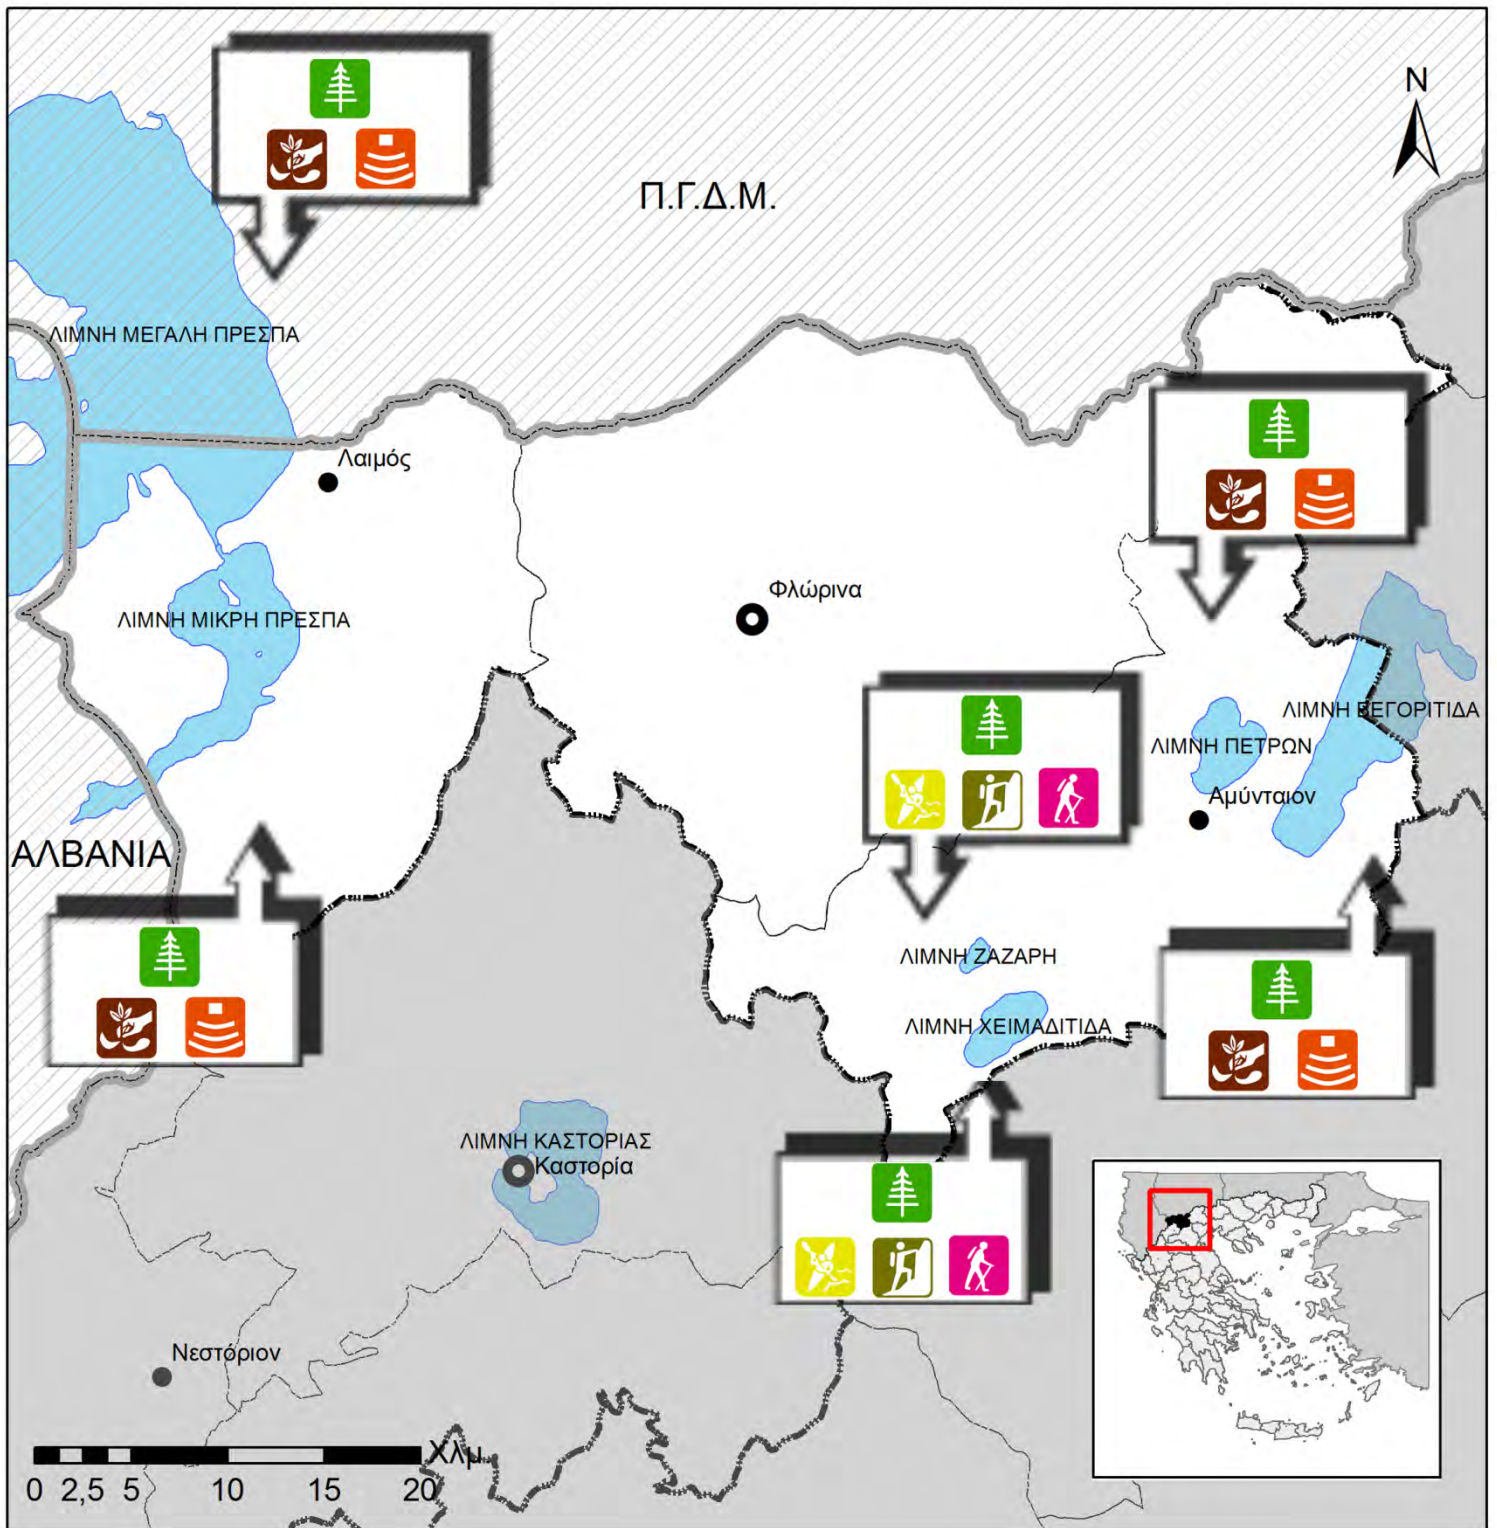 N
Π.Γ.Δ.Μ.
ΛΙΜΝΗ ΜΕΓΑΛΗ ΠΡΕΣΠΑ
Λαιμός
Φλώρινα
ΛΙΜΝΗ ΜΙΚΡΗ ΠΡΕΣΠΑ
ΛΙΜΝΗ ΒΕΓΟΡΙΤΙΔΑ
ΛΙΜΝΗ ΠΕΤΡΩΝ
Αμύνταιον
ΑΛΒΑΝΙΑ
ΛΙΜΝΗ ΖΑΖΑΡΗ
ΛΙΜΝΗ ΧΕΙΜΑΔΙΤΙΔΑ
ΛΙΜΝΗ ΚΑΣΤΟΡΙΑΣ
Καστορία
Νεστόριον
Χλμ.
0 2,5 5 10 15 20